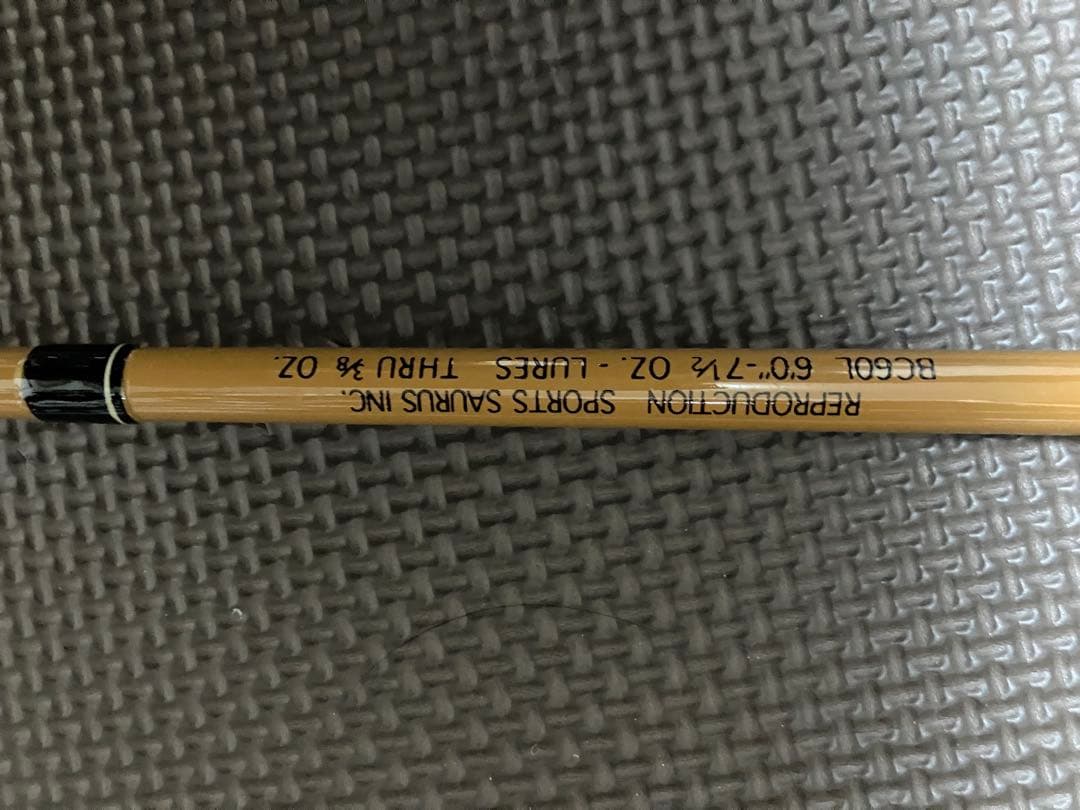 REPRODUCTION SPORTS SAURUS INC.
BC60L 6'0"-7½ OZ. - LURES THRU ⅜ OZ.